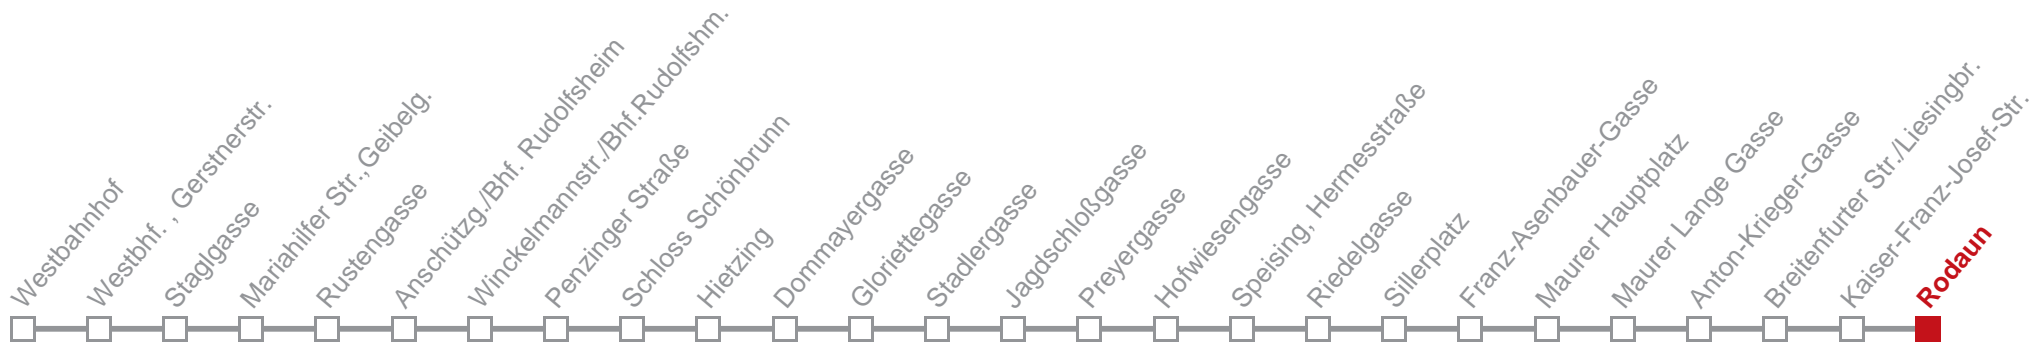 Westbahnhof
Westbhf. , Gerstnerstr.
Staglgasse
Mariahilfer Str.,Geibelg.
Rustengasse
Anschützg./Bhf. Rudolfsheim
Winckelmannstr./Bhf.Rudolfshm.
Penzinger Straße
Schloss Schönbrunn
Hietzing
Dommayergasse
Gloriettegasse
Stadlergasse
Jagdschloßgasse
Preyergasse
Hofwiesengasse
Speising, Hermesstraße
Riedelgasse
Sillerplatz
Franz-Asenbauer-Gasse
Maurer Hauptplatz
Maurer Lange Gasse
Anton-Krieger-Gasse
Breitenfurter Str./Liesingbr.
Kaiser-Franz-Josef-Str.
Rodaun